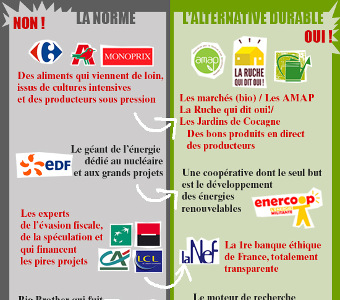 NON !
LA NORME
L'ALTERNATIVE DURABLE
OUI !
MONOPRIX
amap
LA RUCHE
QUI DIT OUI!
Des aliments qui viennent de loin,
issus de cultures intensives
et des producteurs sous pression
Les marchés (bio) / Les AMAP
La Ruche qui dit oui!/
Les Jardins de Cocagne
Des bons produits en direct
des producteurs
Le géant de l'énergie
dédié au nucléaire
et aux grands projets
eDF
Une coopérative dont le seul but
est le développement
des énergies
renouvelables
enercoop
Les experts
de l'évasion fiscale,
de la spéculation et
qui financent
les pires projets
LCL
la Nef
La 1re banque éthique
de France, totalement
transparente
Big Brother qui fuit
Le moteur de recherche